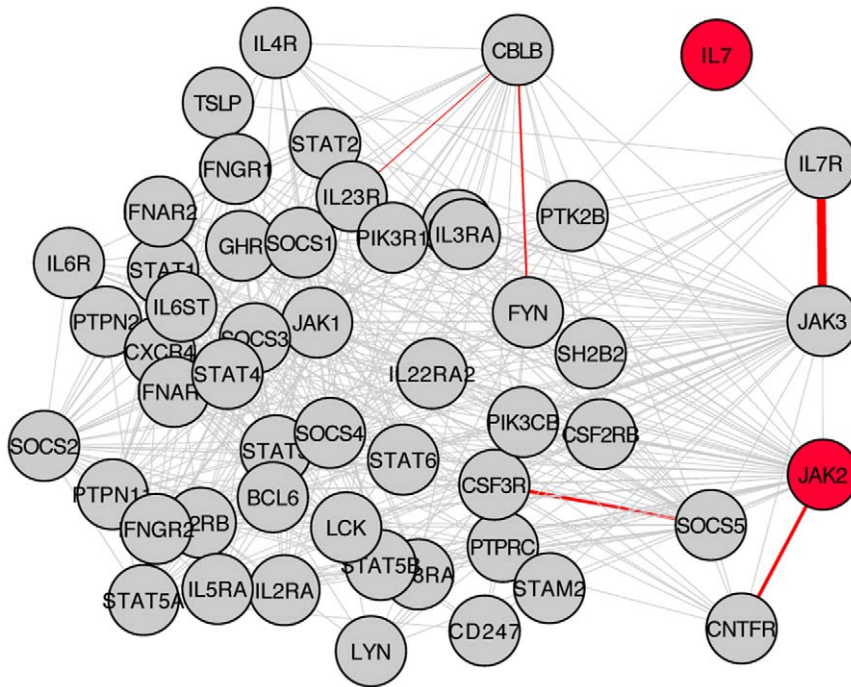 IL4R
CBLB
IL7
TSLP
STAT2
IFNGR1
IL7R
IL23R
FNAR2
PTK2B
PIK3R1
IL3RA
GHR
SOCS1
IL6R
STAT1
IL6ST
PTPN2
JAK1
FYN
JAK3
SOCS3
CXCR4
SH2B2
STAT4
IL22RA2
FNAR
PIK3CB
CSF2RB
SOCS4
SOCS2
STAT6
JAK2
CSF3R
PTPN11
BCL6
2RB
IFNGR2
LCK
SOCS5
PTPRC
STAT5B
3RA
STAM2
IL5RA
IL2RA
STAT5A
CD247
CNTFR
LYN